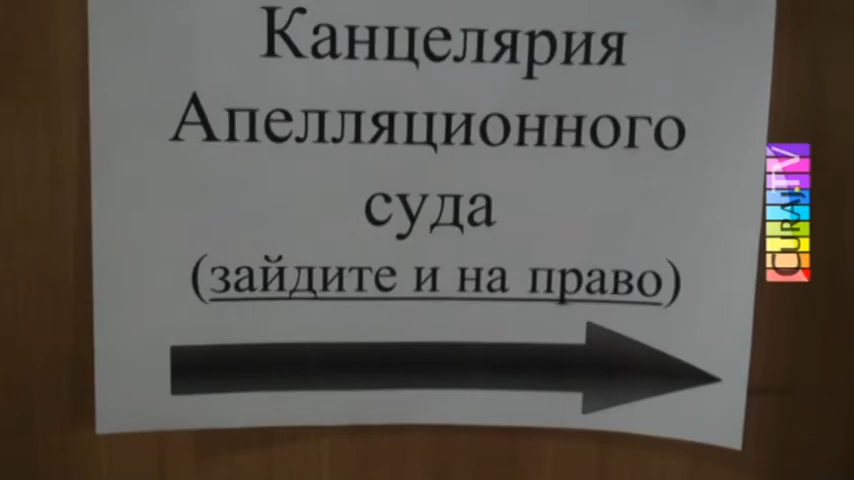 Канцелярия
Апелляционного
суда
(зайдите и на право)
CURAJ.TV